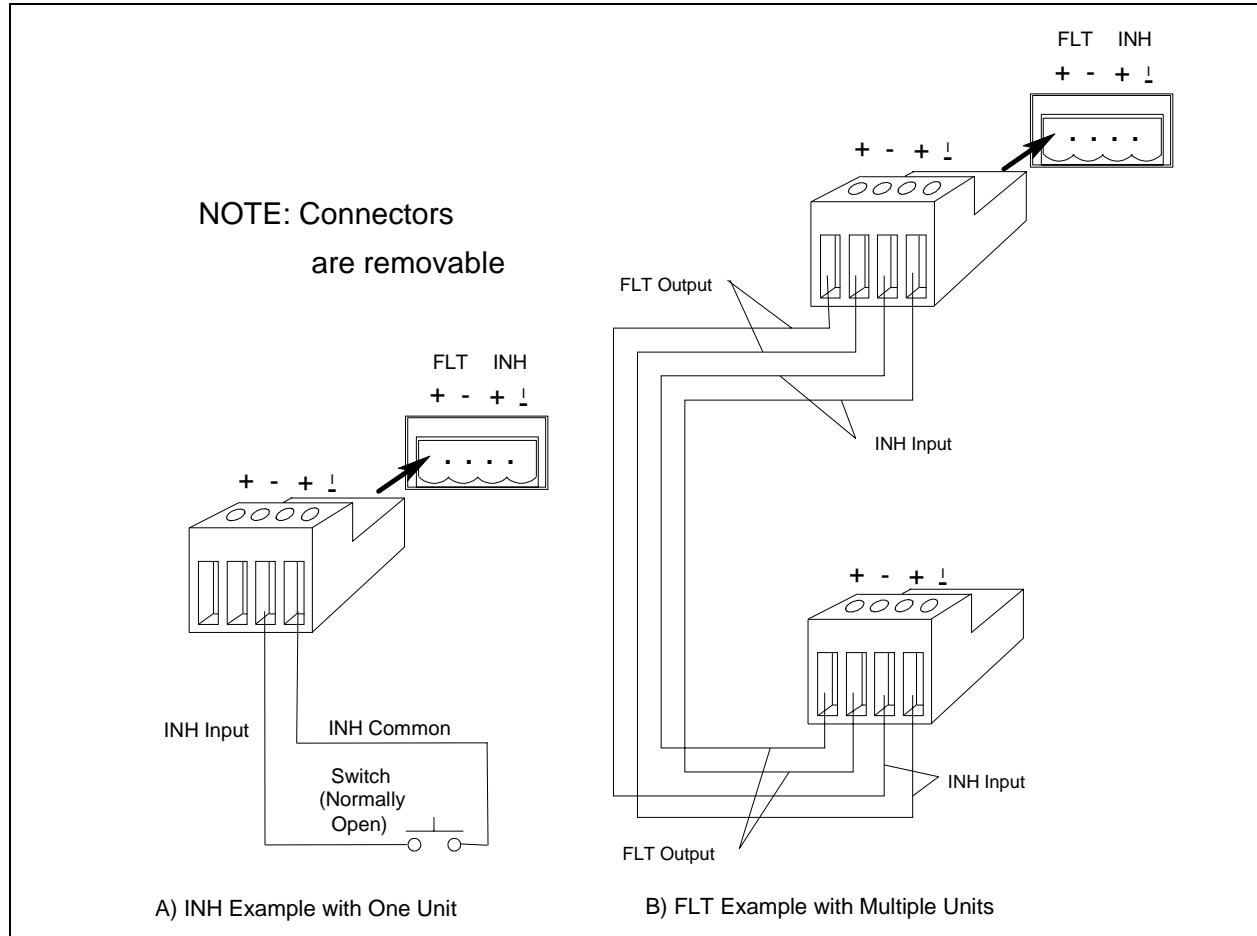 FLT INH
+ - + ⏊
+ - + ⏊
NOTE: Connectors
are removable
FLT Output
INH Input
FLT INH
+ - + ⏊
+ - + ⏊
INH Input
INH Common
Switch
(Normally
Open)
+ - + ⏊
INH Input
FLT Output
A) INH Example with One Unit
B) FLT Example with Multiple Units